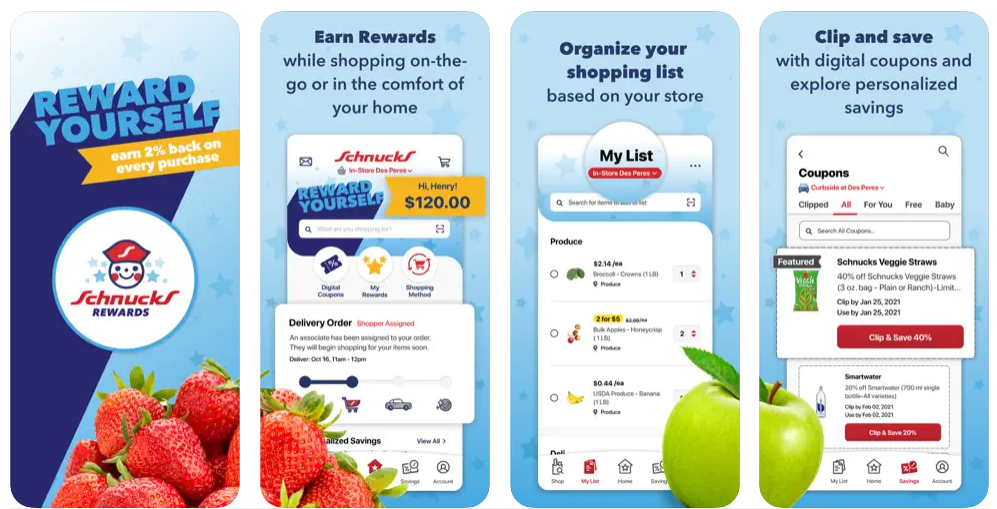 REWARD
YOURSELF
earn 2% back on
every purchase
Schnucks
REWARDS
Earn Rewards
while shopping on-the-
go or in the comfort of
your home
Schnucks
In-Store Des Peres
REWARD
YOURSELF
Hi, Henry!
$120.00
What are you shopping for?
Digital
Coupons
My
Rewards
Shopping
Method
Delivery Order Shopper Assigned
An associate has been assigned to your order.
They will begin shopping for your items soon.
Deliver: Oct 16, 11am - 12pm
alized Savings
View All >
Savings
Account
Organize your
shopping list
based on your store
My List
In-Store Des Peres
Search for items to add to list
Produce
$2.14 /ea
Broccoli - Crowns (1 LB)
Produce
1
2 for $5 $2.99/ea
Bulk Apples - Honeycrisp
(1 LB)
Produce
2
$0.44 /ea
USDA Produce - Banana
(1 LB)
Produce
Deli
Shop
My List
Home
Saving
Clip and save
with digital coupons and
explore personalized
savings
Coupons
Curbside at Des Peres
Clipped All For You Free Baby
Search All Coupons..
Featured
Schnucks Veggie Straws
40% off Schnucks Veggie Straws
(3 oz. bag - Plain or Ranch)-Limit...
Clip by Jan 25, 2021
Use by Jan 25, 2021
Clip & Save 40%
Smartwater
20% off Smartwater (700 ml single
bottle-All varieties)
Clip by Feb 02, 2021
Use by Feb 02, 2021
Clip & Save 20%
My List
Home
Savings
Account